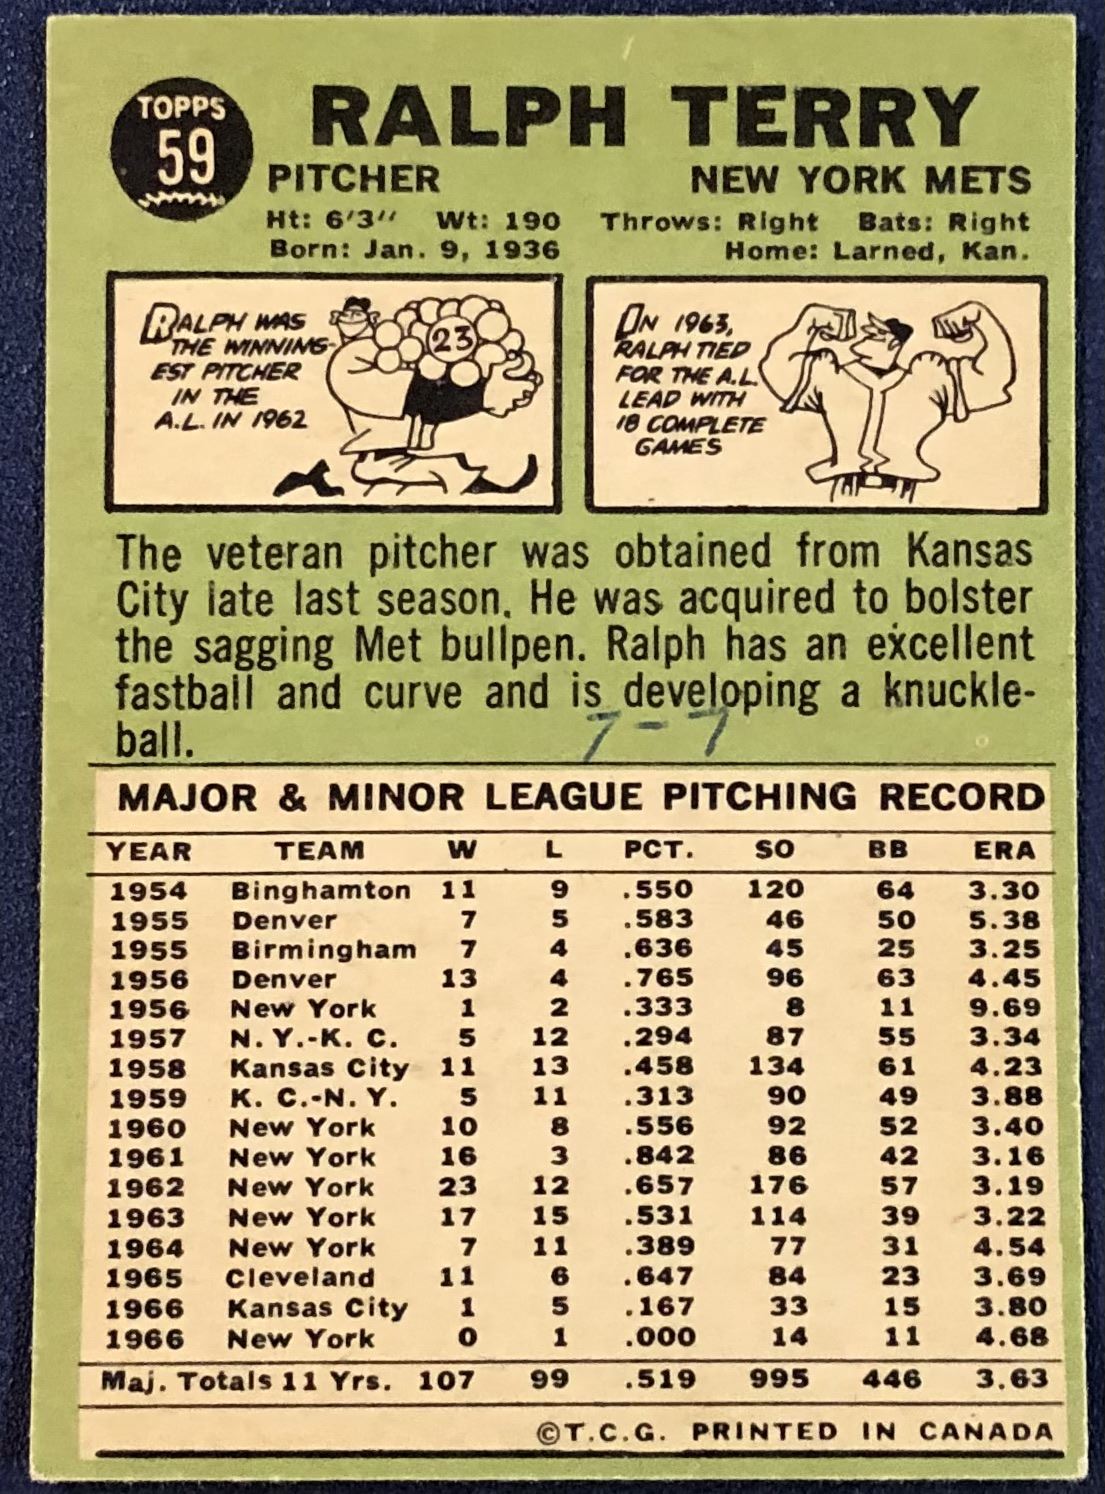 TOPPS
59
RALPH TERRY
PITCHER NEW YORK METS
Ht: 6'3" Wt: 190 Throws: Right Bats: Right
Born: Jan. 9, 1936 Home: Larned, Kan.
RALPH WAS
THE WINNING-
EST PITCHER
IN THE
A.L. IN 1962
23
IN 1963,
RALPH TIED
FOR THE A.L.
LEAD WITH
18 COMPLETE
GAMES
The veteran pitcher was obtained from Kansas
City late last season. He was acquired to bolster
the sagging Met bullpen. Ralph has an excellent
fastball and curve and is developing a knuckle-
ball.
7-7
MAJOR & MINOR LEAGUE PITCHING RECORD
YEAR TEAM W L PCT. SO BB ERA
1954 Binghamton 11 9 .550 120 64 3.30
1955 Denver 7 5 .583 46 50 5.38
1955 Birmingham 7 4 .636 45 25 3.25
1956 Denver 13 4 .765 96 63 4.45
1956 New York 1 2 .333 8 11 9.69
1957 N. Y.-K. C. 5 12 .294 87 55 3.34
1958 Kansas City 11 13 .458 134 61 4.23
1959 K. C.-N. Y. 5 11 .313 90 49 3.88
1960 New York 10 8 .556 92 52 3.40
1961 New York 16 3 .842 86 42 3.16
1962 New York 23 12 .657 176 57 3.19
1963 New York 17 15 .531 114 39 3.22
1964 New York 7 11 .389 77 31 4.54
1965 Cleveland 11 6 .647 84 23 3.69
1966 Kansas City 1 5 .167 33 15 3.80
1966 New York 0 1 .000 14 11 4.68
Maj. Totals 11 Yrs. 107 99 .519 995 446 3.63
©T.C.G. PRINTED IN CANADA